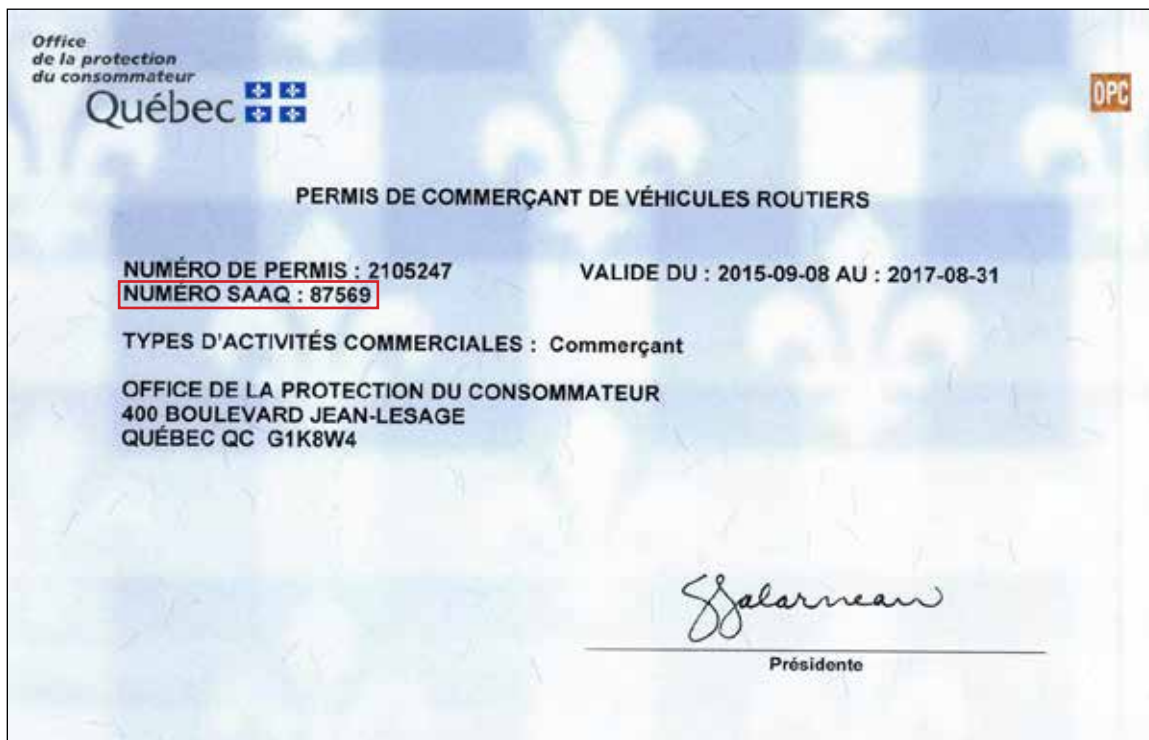 Office
de la protection
du consommateur
Québec
OPC
PERMIS DE COMMERÇANT DE VÉHICULES ROUTIERS
NUMÉRO DE PERMIS : 2105247
VALIDE DU : 2015-09-08 AU : 2017-08-31
NUMÉRO SAAQ : 87569
TYPES D'ACTIVITÉS COMMERCIALES : Commerçant
OFFICE DE LA PROTECTION DU CONSOMMATEUR
400 BOULEVARD JEAN-LESAGE
QUÉBEC QC G1K8W4
Présidente